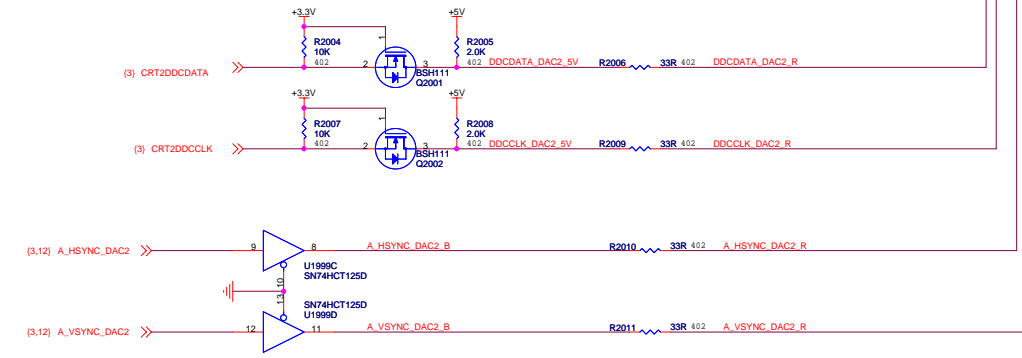 +3.3V
+5V
1
R2004
10K
402
R2005
2.0K
402
{3} CRT2DDCDATA
2
3
BSH111
Q2001
DDCDATA_DAC2_5V
R2006
33R 402
DDCDATA_DAC2_R
+3.3V
+5V
1
R2007
10K
402
R2008
2.0K
402
{3} CRT2DDCCLK
2
3
BSH111
Q2002
DDCCLK_DAC2_5V
R2009
33R 402
DDCCLK_DAC2_R
{3,12} A_HSYNC_DAC2
9
8
A_HSYNC_DAC2_B
R2010
33R 402
A_HSYNC_DAC2_R
U1999C
SN74HCT125D
10
13
SN74HCT125D
U1999D
{3,12} A_VSYNC_DAC2
12
11
A_VSYNC_DAC2_B
R2011
33R 402
A_VSYNC_DAC2_R